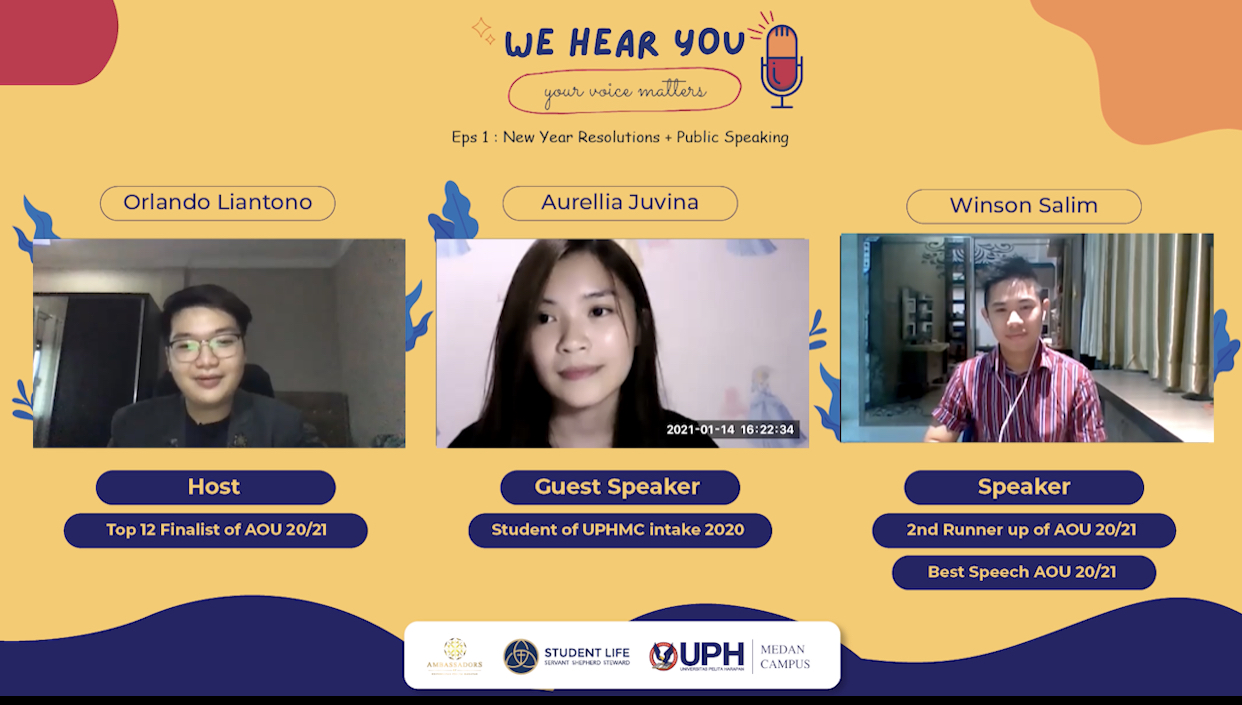 WE HEAR YOU
your voice matters
Eps 1 : New Year Resolutions + Public Speaking
Orlando Liantono
Aurellia Juvina
Winson Salim
2021-01-14 16:22:34
Host
Guest Speaker
Speaker
Top 12 Finalist of AOU 20/21
Student of UPHMC intake 2020
2nd Runner up of AOU 20/21
Best Speech AOU 20/21
AMBASSADORS
STUDENT LIFE
SERVANT SHEPHERD STEWARD
UPH
UNIVERSITAS PELITA HARAPAN
MEDAN
CAMPUS